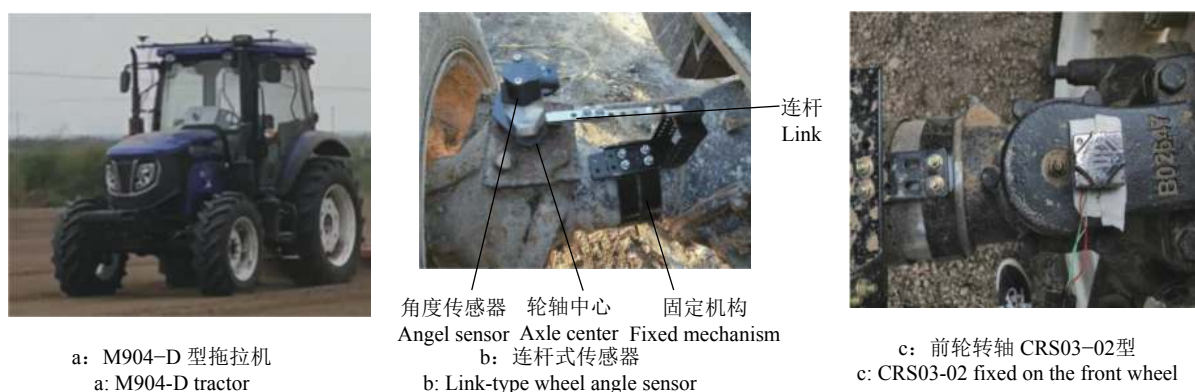 连杆
Link
B02647
角度传感器 轮轴中心 固定机构
Angel sensor Axle center Fixed mechanism
a：M904−D 型拖拉机
a: M904-D tractor
b：连杆式传感器
b: Link-type wheel angle sensor
c：前轮转轴 CRS03−02型
c: CRS03-02 fixed on the front wheel